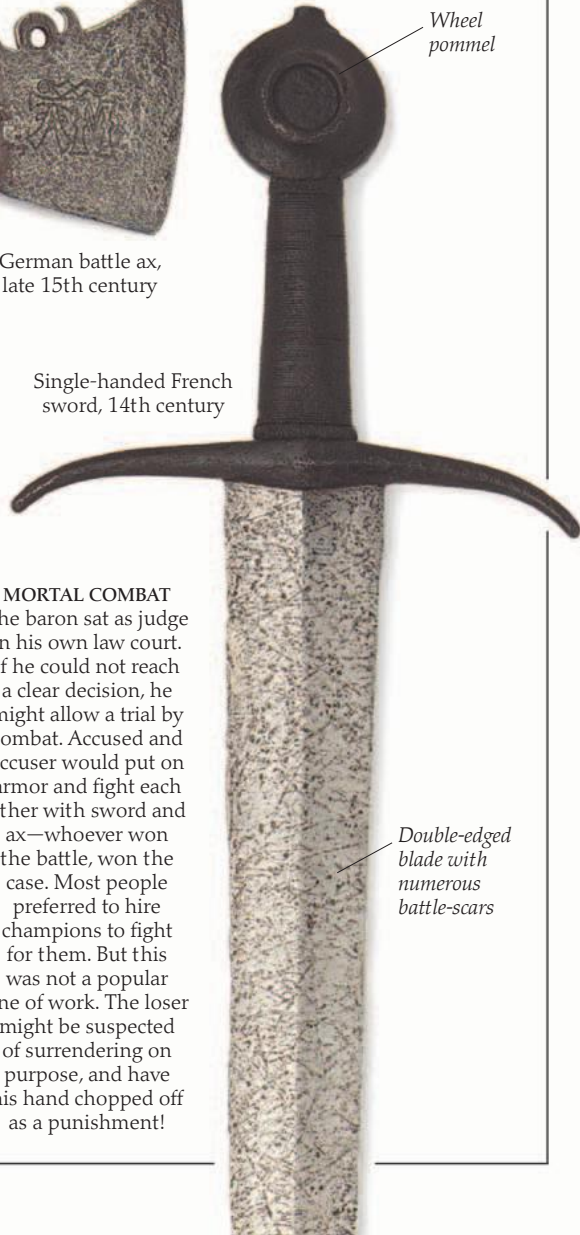 Wheel
pommel
German battle ax,
late 15th century
Single-handed French
sword, 14th century
MORTAL COMBAT
he baron sat as judge
n his own law court.
f he could not reach
a clear decision, he
might allow a trial by
ombat. Accused and
ccuser would put on
armor and fight each
ther with sword and
ax—whoever won
the battle, won the
case. Most people
preferred to hire
champions to fight
for them. But this
was not a popular
ne of work. The loser
might be suspected
of surrendering on
purpose, and have
his hand chopped off
as a punishment!
Double-edged
blade with
numerous
battle-scars